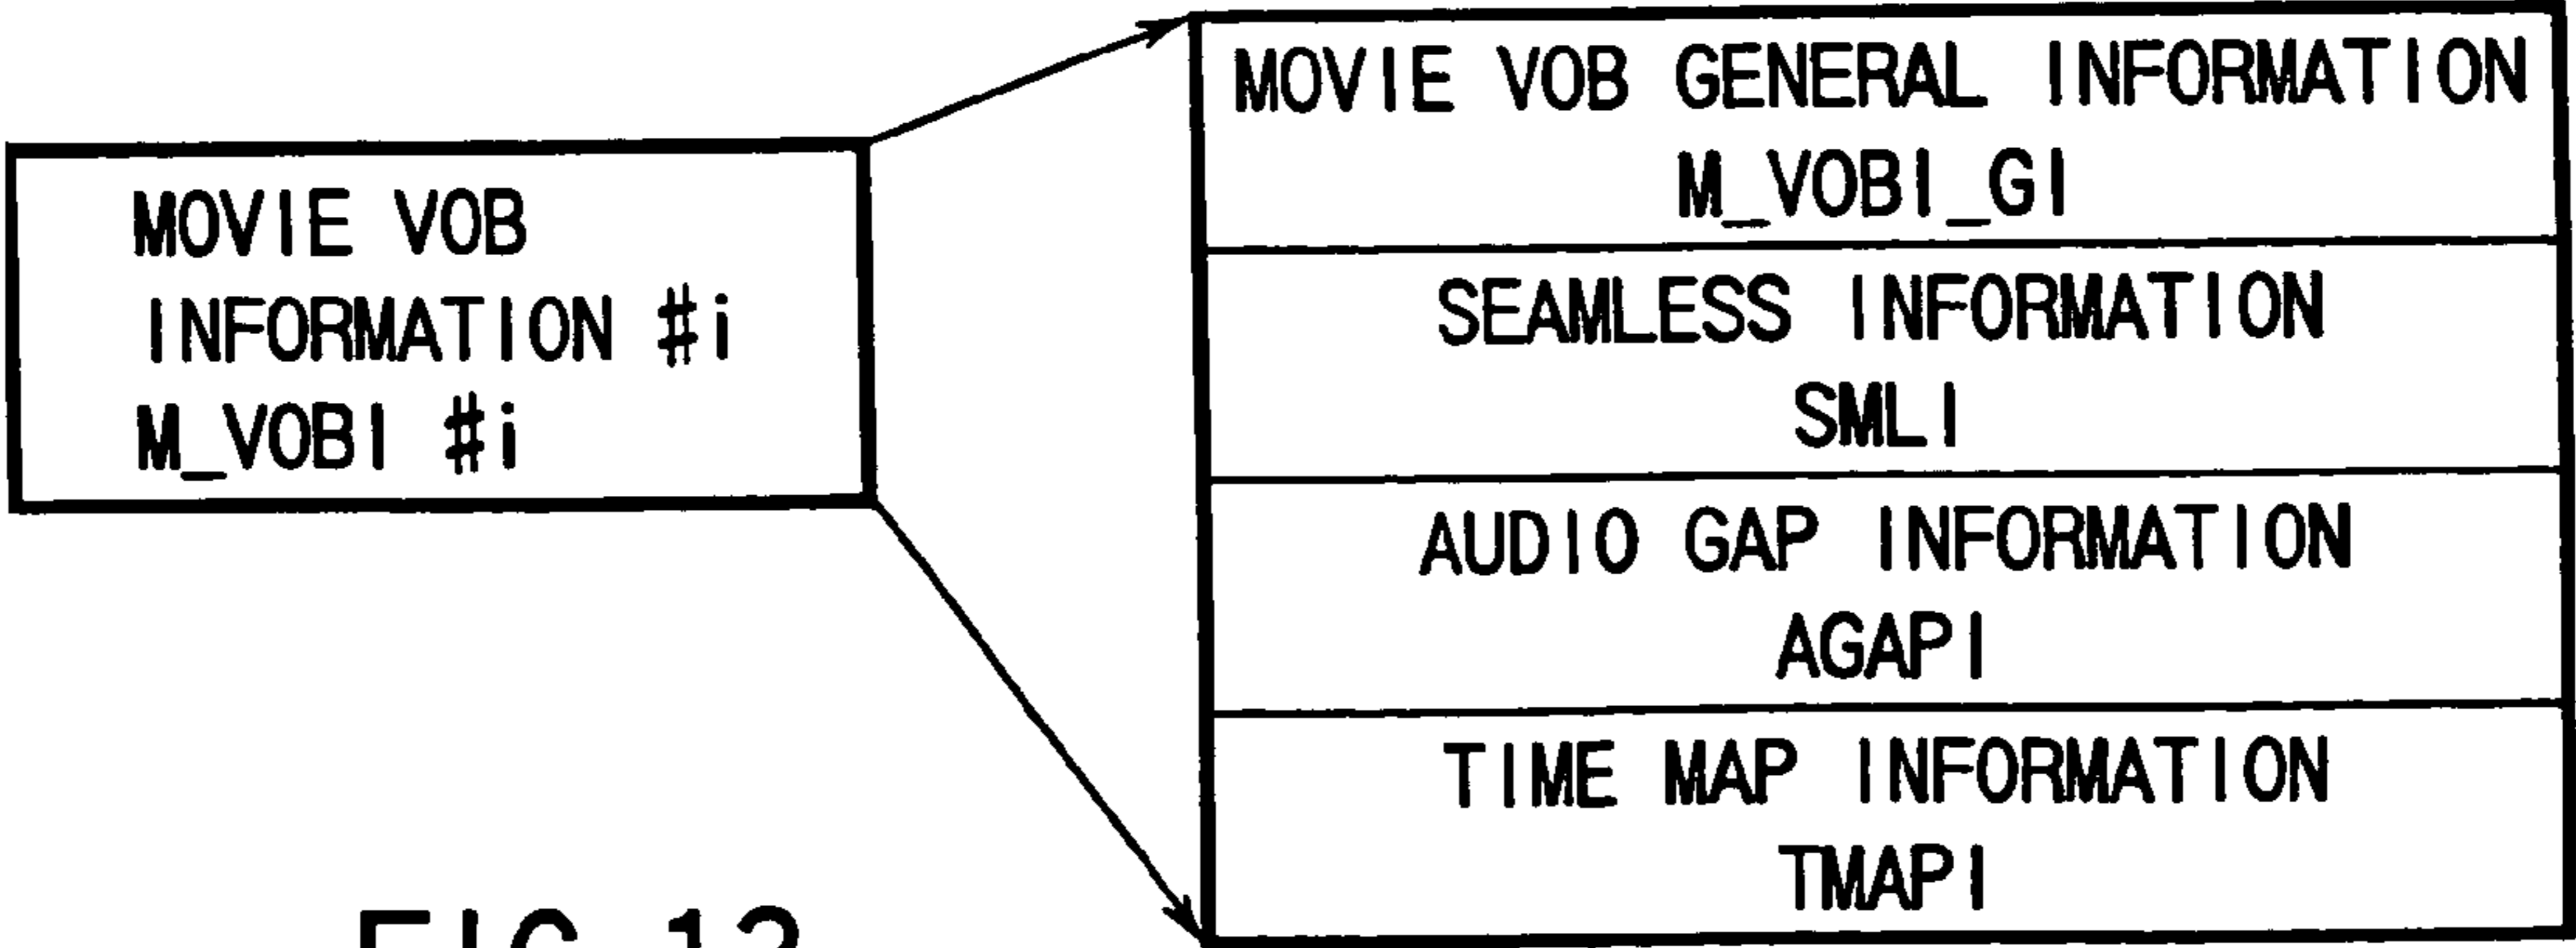 MOVIE VOB
INFORMATION #i
M_VOBI #i
MOVIE VOB GENERAL INFORMATION
M_VOBI_GI
SEAMLESS INFORMATION
SMLI
AUDIO GAP INFORMATION
AGAPI
TIME MAP INFORMATION
TMAPI